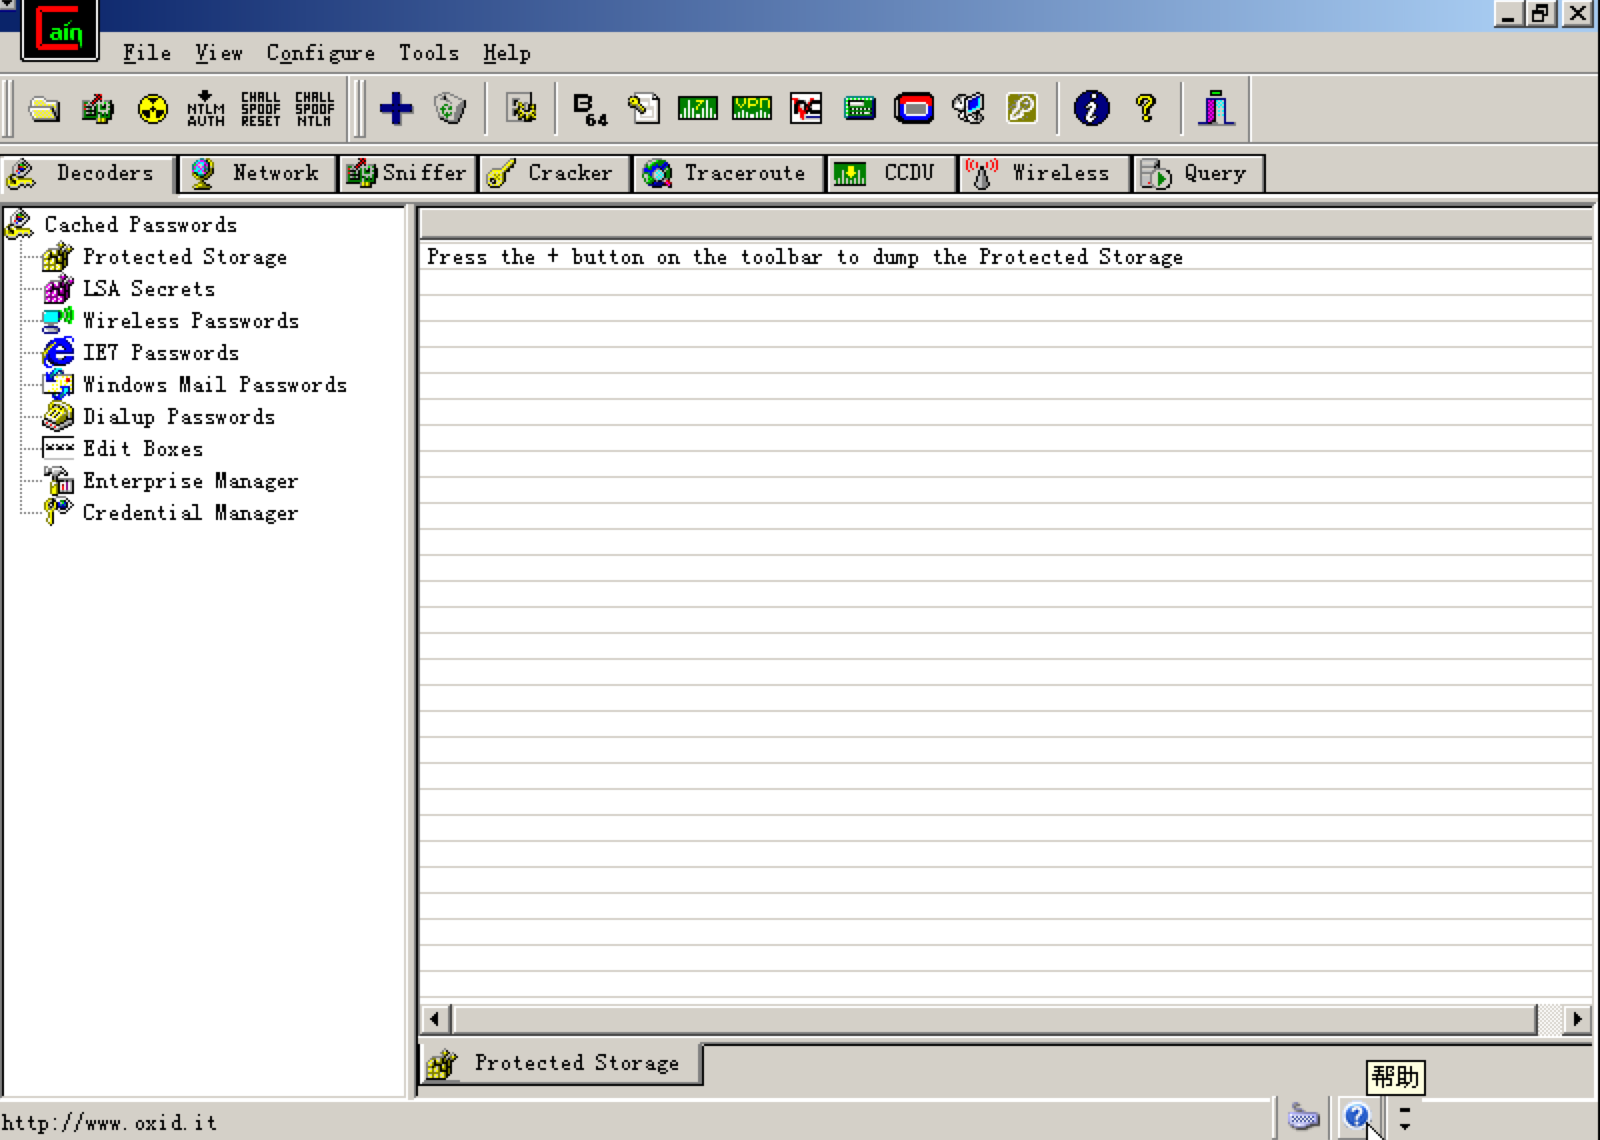 Cain
File View Configure Tools Help
NTLM AUTH
CHALL SPOOF RESET
CHALL SPOOF NTLM
B 64
VPN
Decoders Network Sniffer Cracker Traceroute CCDU Wireless Query
Cached Passwords
Protected Storage
LSA Secrets
Wireless Passwords
IE7 Passwords
Windows Mail Passwords
Dialup Passwords
Edit Boxes
Enterprise Manager
Credential Manager
Press the + button on the toolbar to dump the Protected Storage
Protected Storage
帮助
http://www.oxid.it